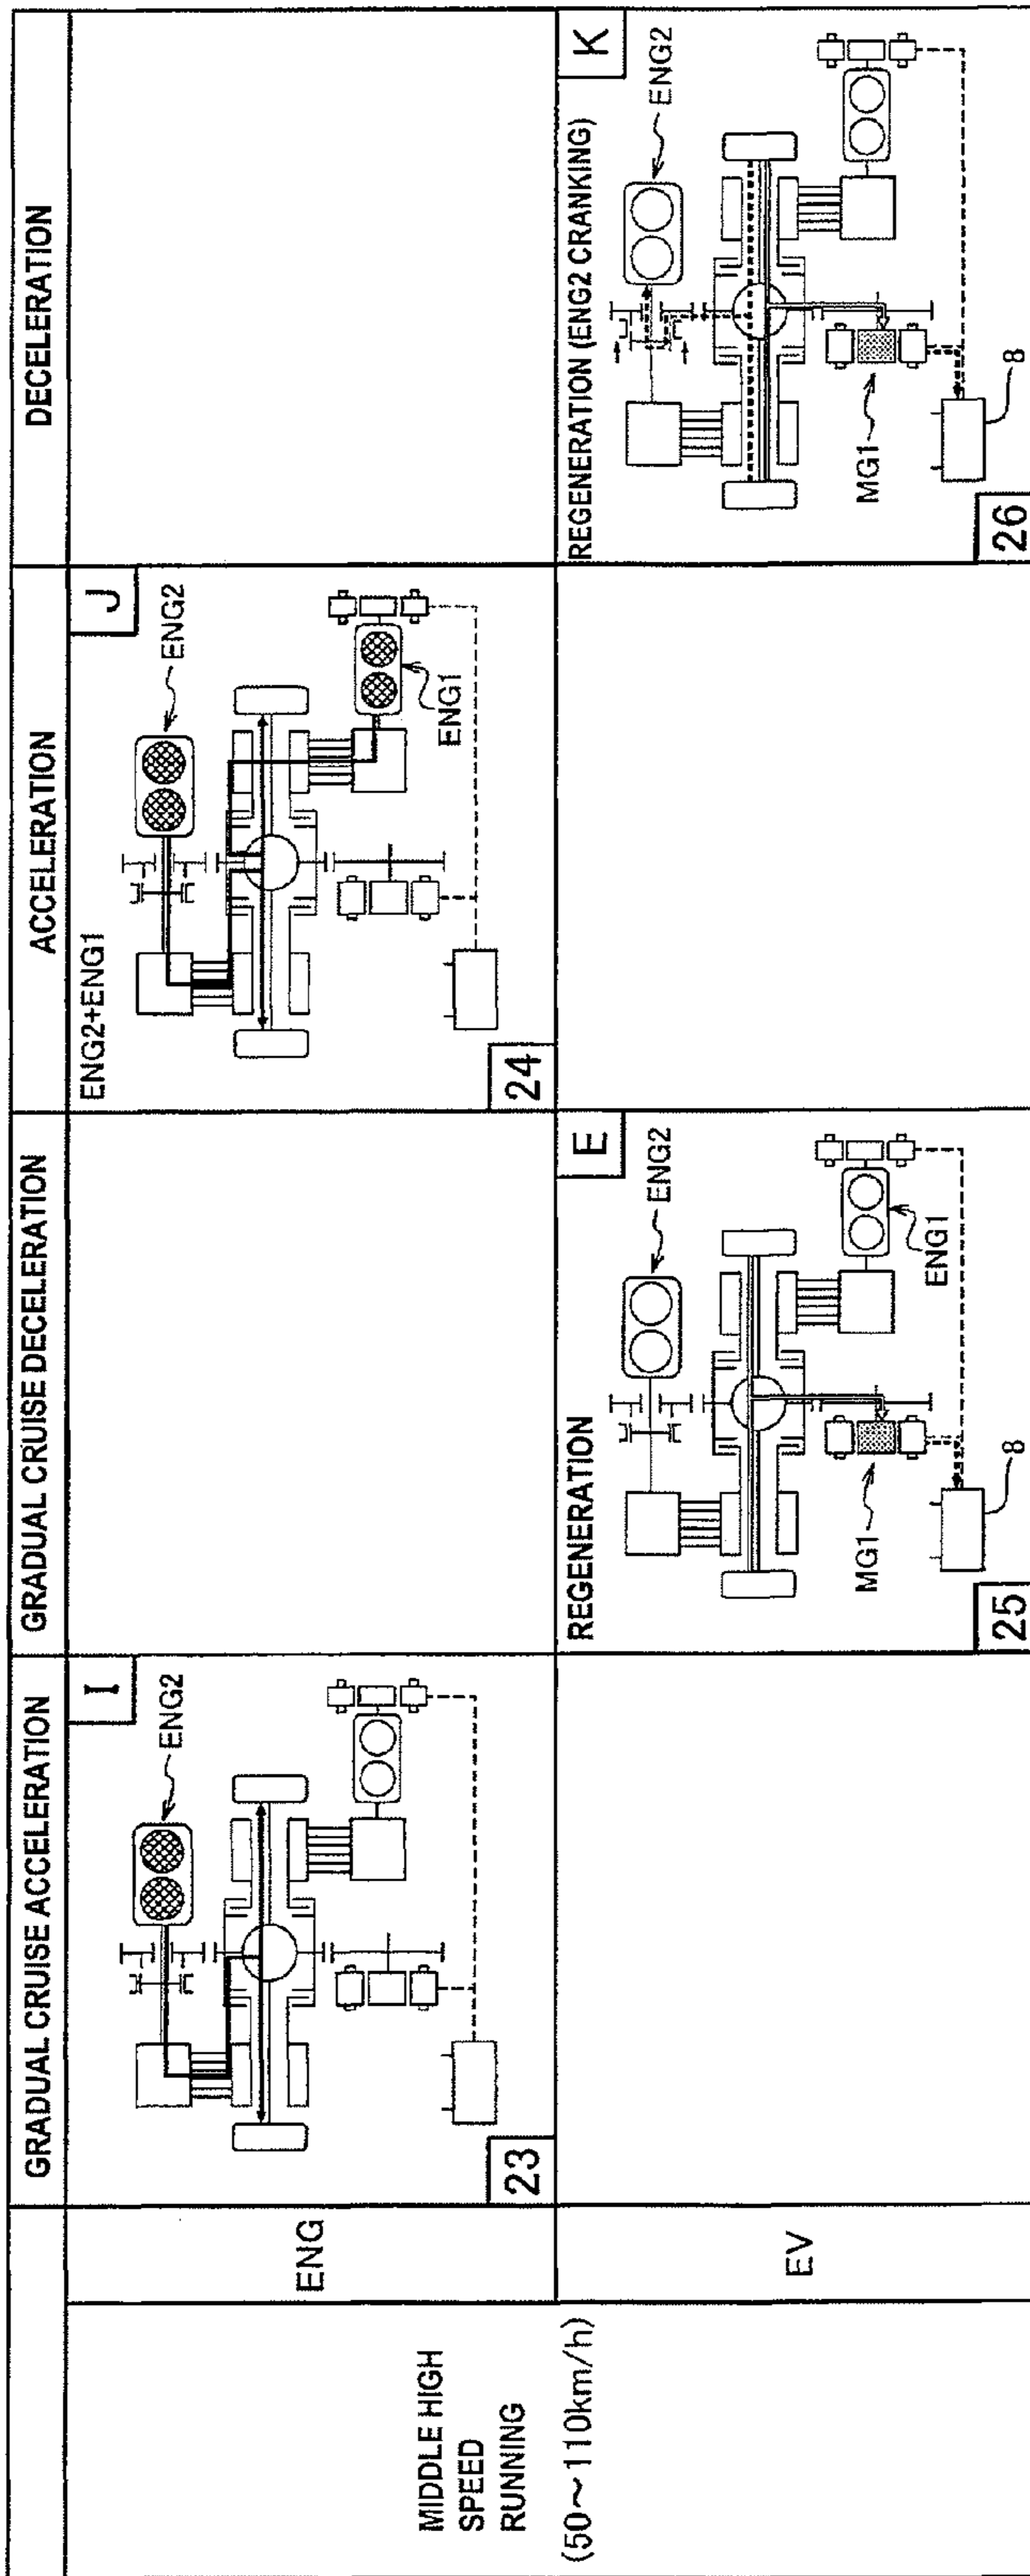 GRADUAL CRUISE ACCELERATION
GRADUAL CRUISE DECELERATION
ACCELERATION
DECELERATION
MIDDLE HIGH
SPEED
RUNNING
(50~110km/h)
ENG
I
ENG2
23
ENG2+ENG1
J
ENG2
ENG1
24
EV
REGENERATION
E
ENG2
ENG1
MG1
8
25
REGENERATION (ENG2 CRANKING)
K
ENG2
MG1
8
26